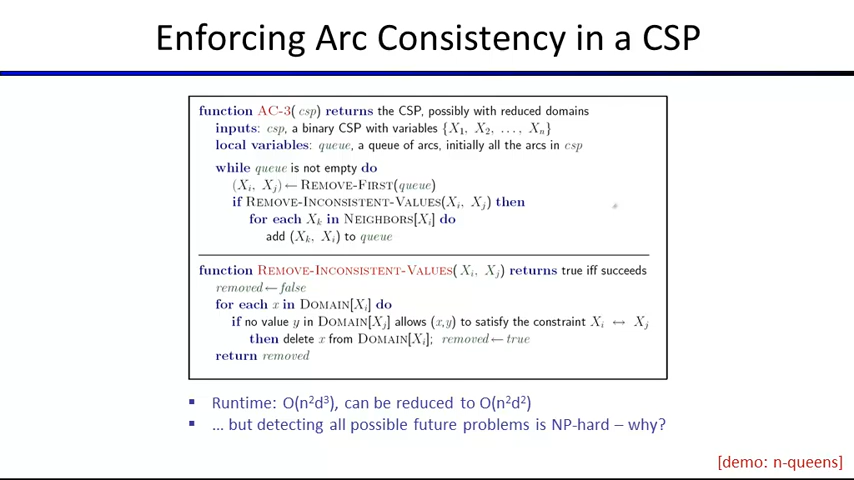 Enforcing Arc Consistency in a CSP
function AC-3( csp) returns the CSP, possibly with reduced domains
inputs: csp, a binary CSP with variables {X₁, X₂, . . . , Xₙ}
local variables: queue, a queue of arcs, initially all the arcs in csp
while queue is not empty do
(Xᵢ, Xⱼ) ← REMOVE-FIRST(queue)
if REMOVE-INCONSISTENT-VALUES(Xᵢ, Xⱼ) then
for each Xₖ in NEIGHBORS[Xᵢ] do
add (Xₖ, Xᵢ) to queue
function REMOVE-INCONSISTENT-VALUES( Xᵢ, Xⱼ) returns true iff succeeds
removed ← false
for each x in DOMAIN[Xᵢ] do
if no value y in DOMAIN[Xⱼ] allows (x,y) to satisfy the constraint Xᵢ ↔ Xⱼ
then delete x from DOMAIN[Xᵢ]; removed ← true
return removed
▪ Runtime: O(n²d³), can be reduced to O(n²d²)
▪ ... but detecting all possible future problems is NP-hard – why?
[demo: n-queens]